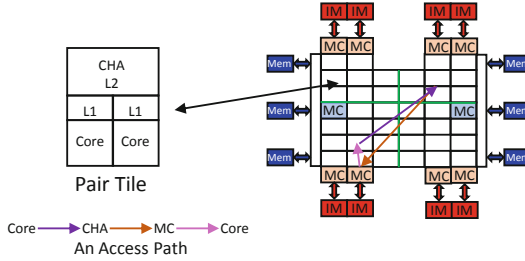 IM IM IM IM
MC MC MC MC
CHA
L2
L1 L1
Core Core
Pair Tile
Mem Mem
Mem MC MC Mem
Mem Mem
MC MC MC MC
IM IM IM IM
Core CHA MC Core
An Access Path